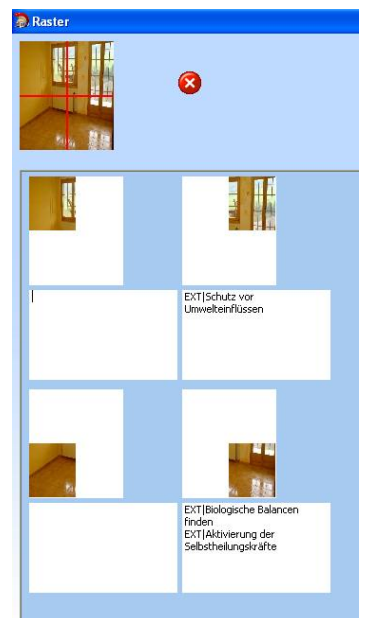 Raster
EXT|Schutz vor
Umwelteinflüssen
EXT|Biologische Balancen
finden
EXT|Aktivierung der
Selbstheilungskräfte